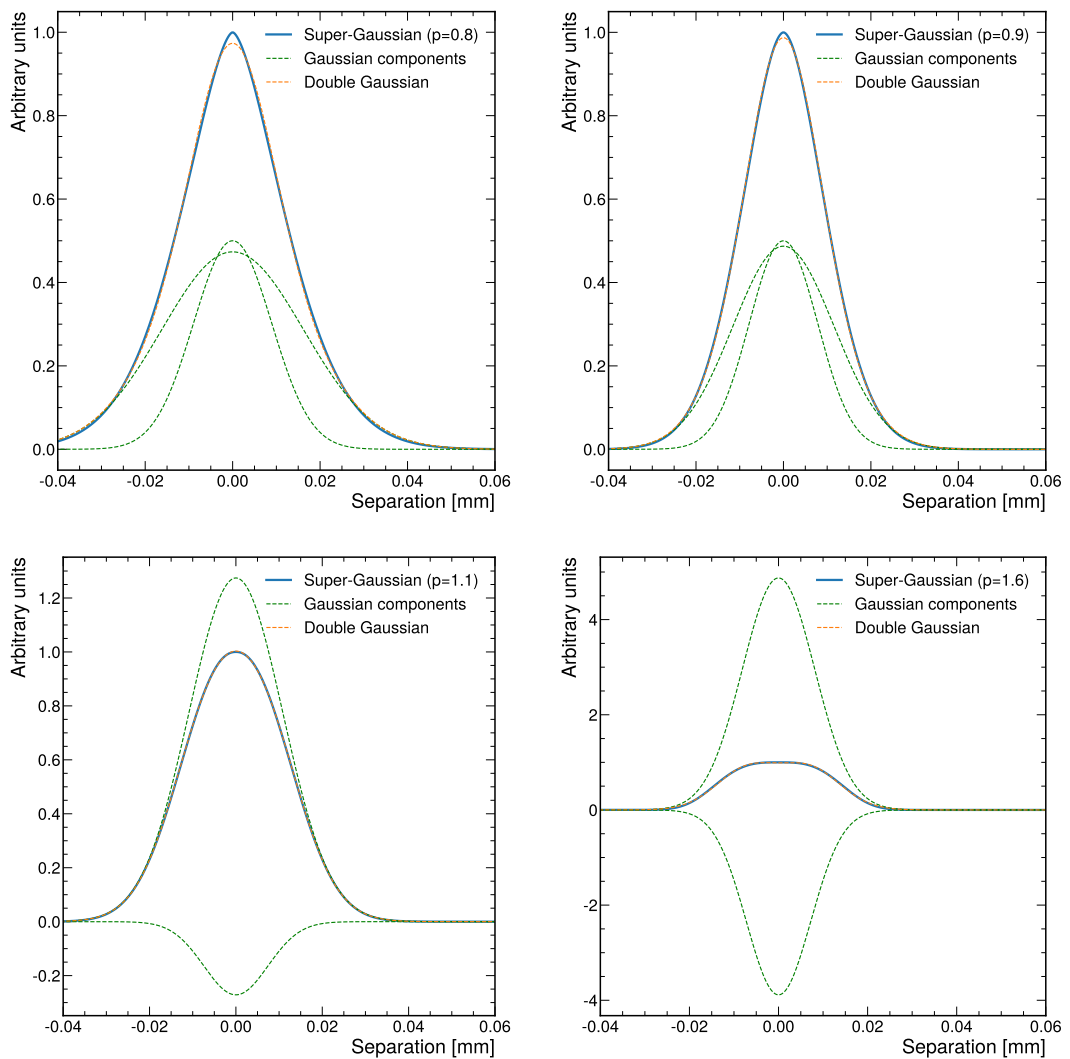 Arbitrary units
1.0
0.8
0.6
0.4
0.2
0.0
Super-Gaussian (p=0.8)
Gaussian components
Double Gaussian
-0.04
-0.02
0.00
0.02
0.04
0.06
Separation [mm]
Arbitrary units
1.0
0.8
0.6
0.4
0.2
0.0
Super-Gaussian (p=0.9)
Gaussian components
Double Gaussian
-0.04
-0.02
0.00
0.02
0.04
0.06
Separation [mm]
Arbitrary units
1.2
1.0
0.8
0.6
0.4
0.2
0.0
-0.2
Super-Gaussian (p=1.1)
Gaussian components
Double Gaussian
-0.04
-0.02
0.00
0.02
0.04
0.06
Separation [mm]
Arbitrary units
4
2
0
-2
-4
Super-Gaussian (p=1.6)
Gaussian components
Double Gaussian
-0.04
-0.02
0.00
0.02
0.04
0.06
Separation [mm]